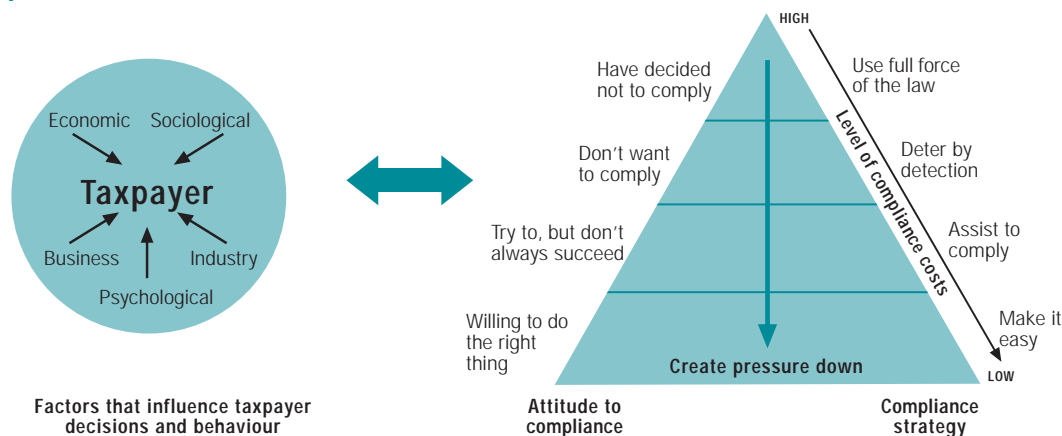 Economic
Sociological
Taxpayer
Business
Industry
Psychological
Factors that influence taxpayer
decisions and behaviour
HIGH
Have decided
not to comply
Use full force
of the law
Don't want
to comply
Deter by
detection
Level of compliance costs
Try to, but don't
always succeed
Assist to
comply
Willing to do
the right
thing
Make it
easy
Create pressure down
LOW
Attitude to
compliance
Compliance
strategy